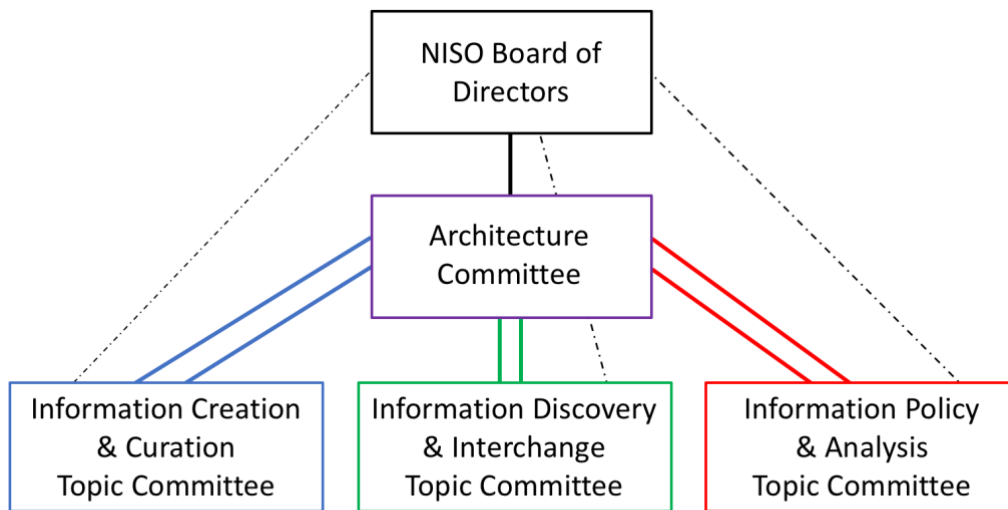 NISO Board of
Directors
Architecture
Committee
Information Creation
& Curation
Topic Committee
Information Discovery
& Interchange
Topic Committee
Information Policy
& Analysis
Topic Committee